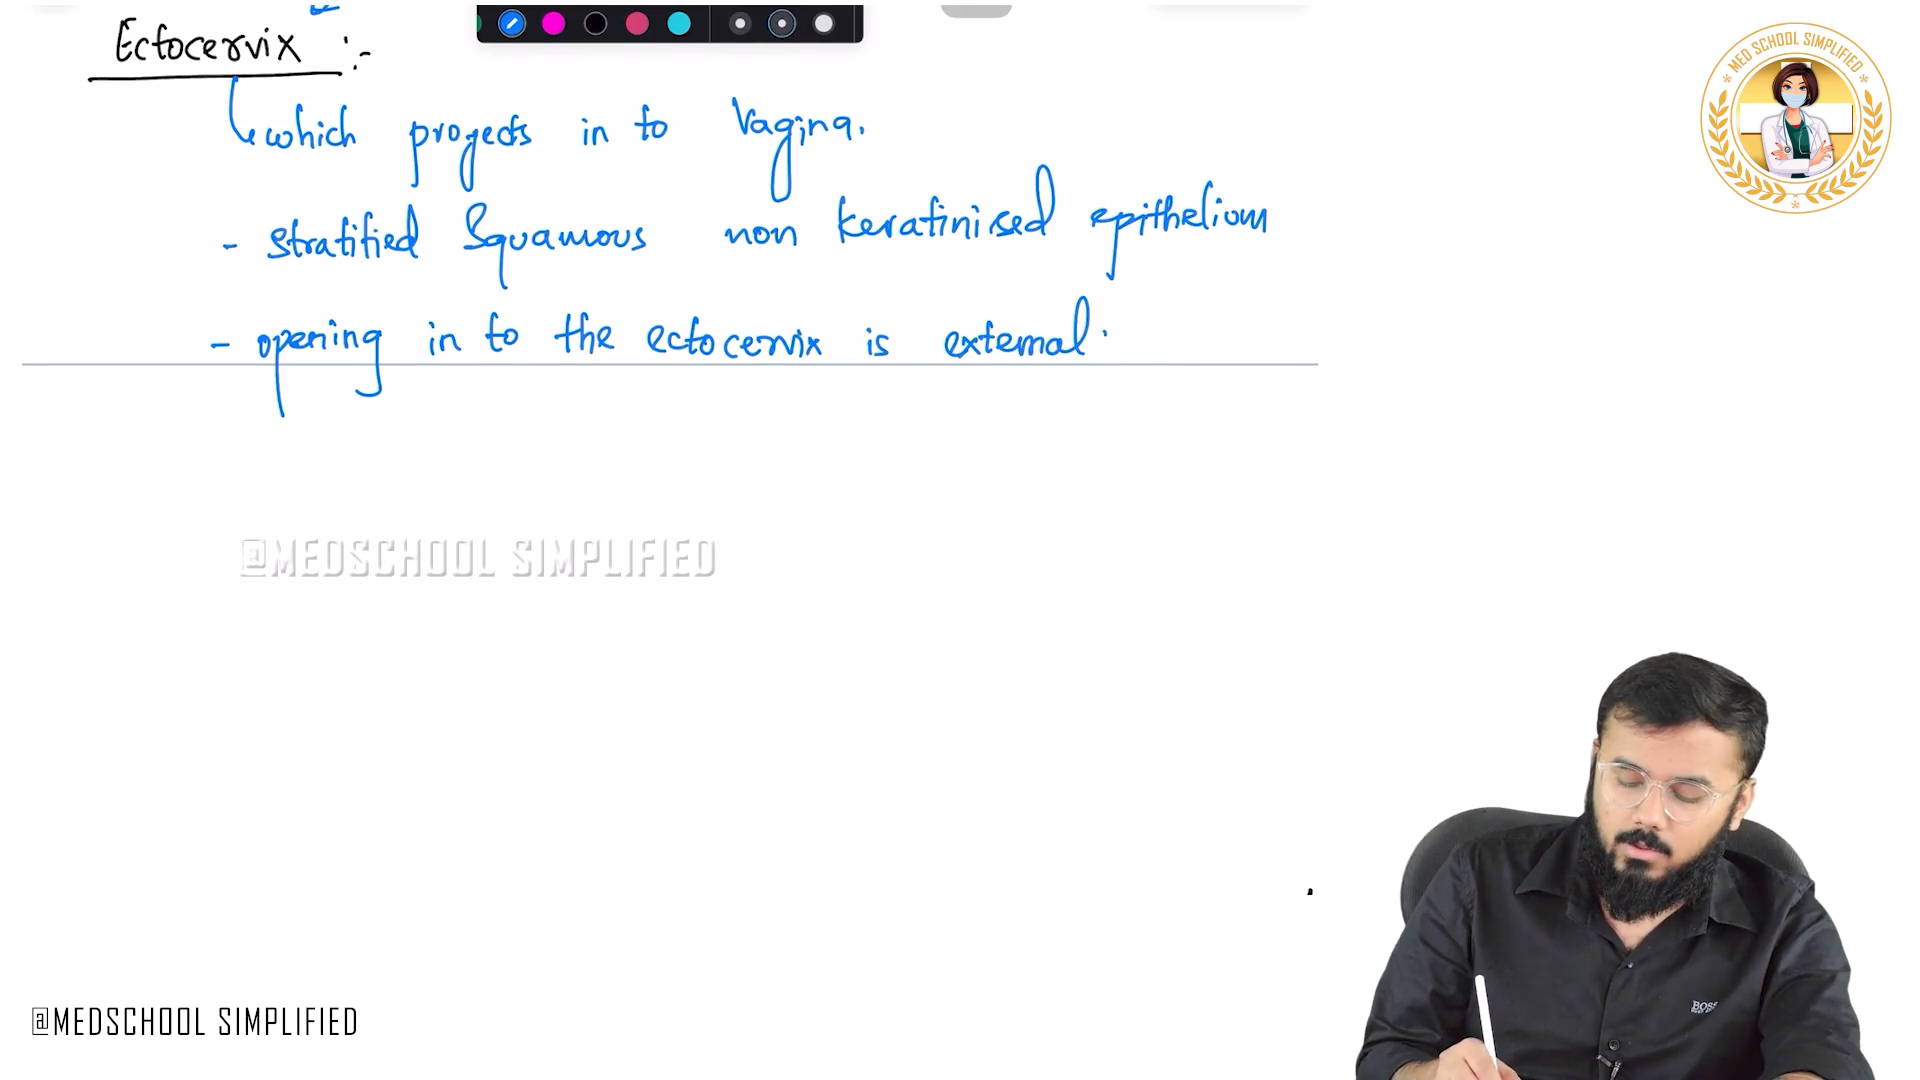 Ectocervix :-
which projects in to Vagina.
- stratified Squamous non keratinised epithelium
- opening in to the ectocervix is external.
MED SCHOOL SIMPLIFIED
@MEDSCHOOL SIMPLIFIED
BOSS
@MEDSCHOOL SIMPLIFIED